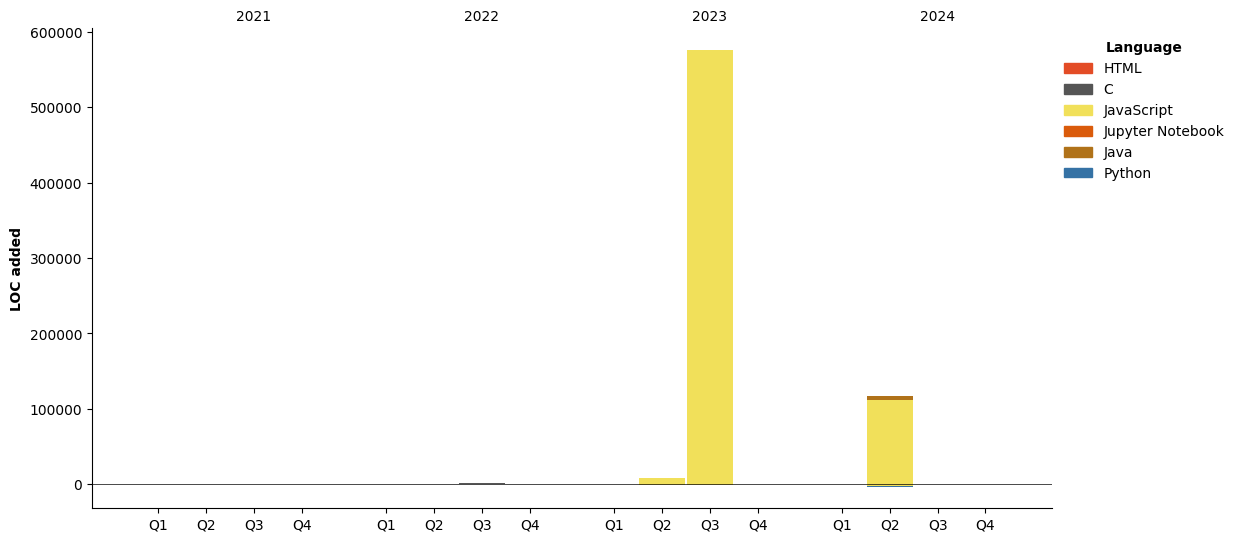 2021 2022 2023 2024
600000
500000
400000
300000
200000
100000
0
LOC added
Q1 Q2 Q3 Q4 Q1 Q2 Q3 Q4 Q1 Q2 Q3 Q4 Q1 Q2 Q3 Q4
Language
HTML
C
JavaScript
Jupyter Notebook
Java
Python